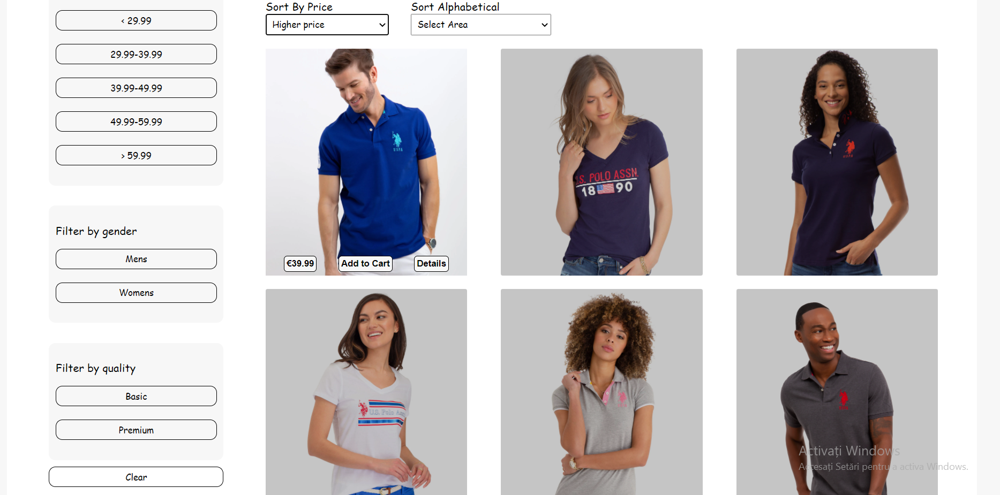 < 29.99
29.99-39.99
39.99-49.99
49.99-59.99
> 59.99
Filter by gender
Mens
Womens
Filter by quality
Basic
Premium
Clear
Sort By Price
Higher price
Sort Alphabetical
Select Area
USPA
€39.99
Add to Cart
Details
U.S. POLO ASSN.
1890
USPA
U.S. Polo Assn
Activați Windows
Accesați Setări pentru a activa Windows.